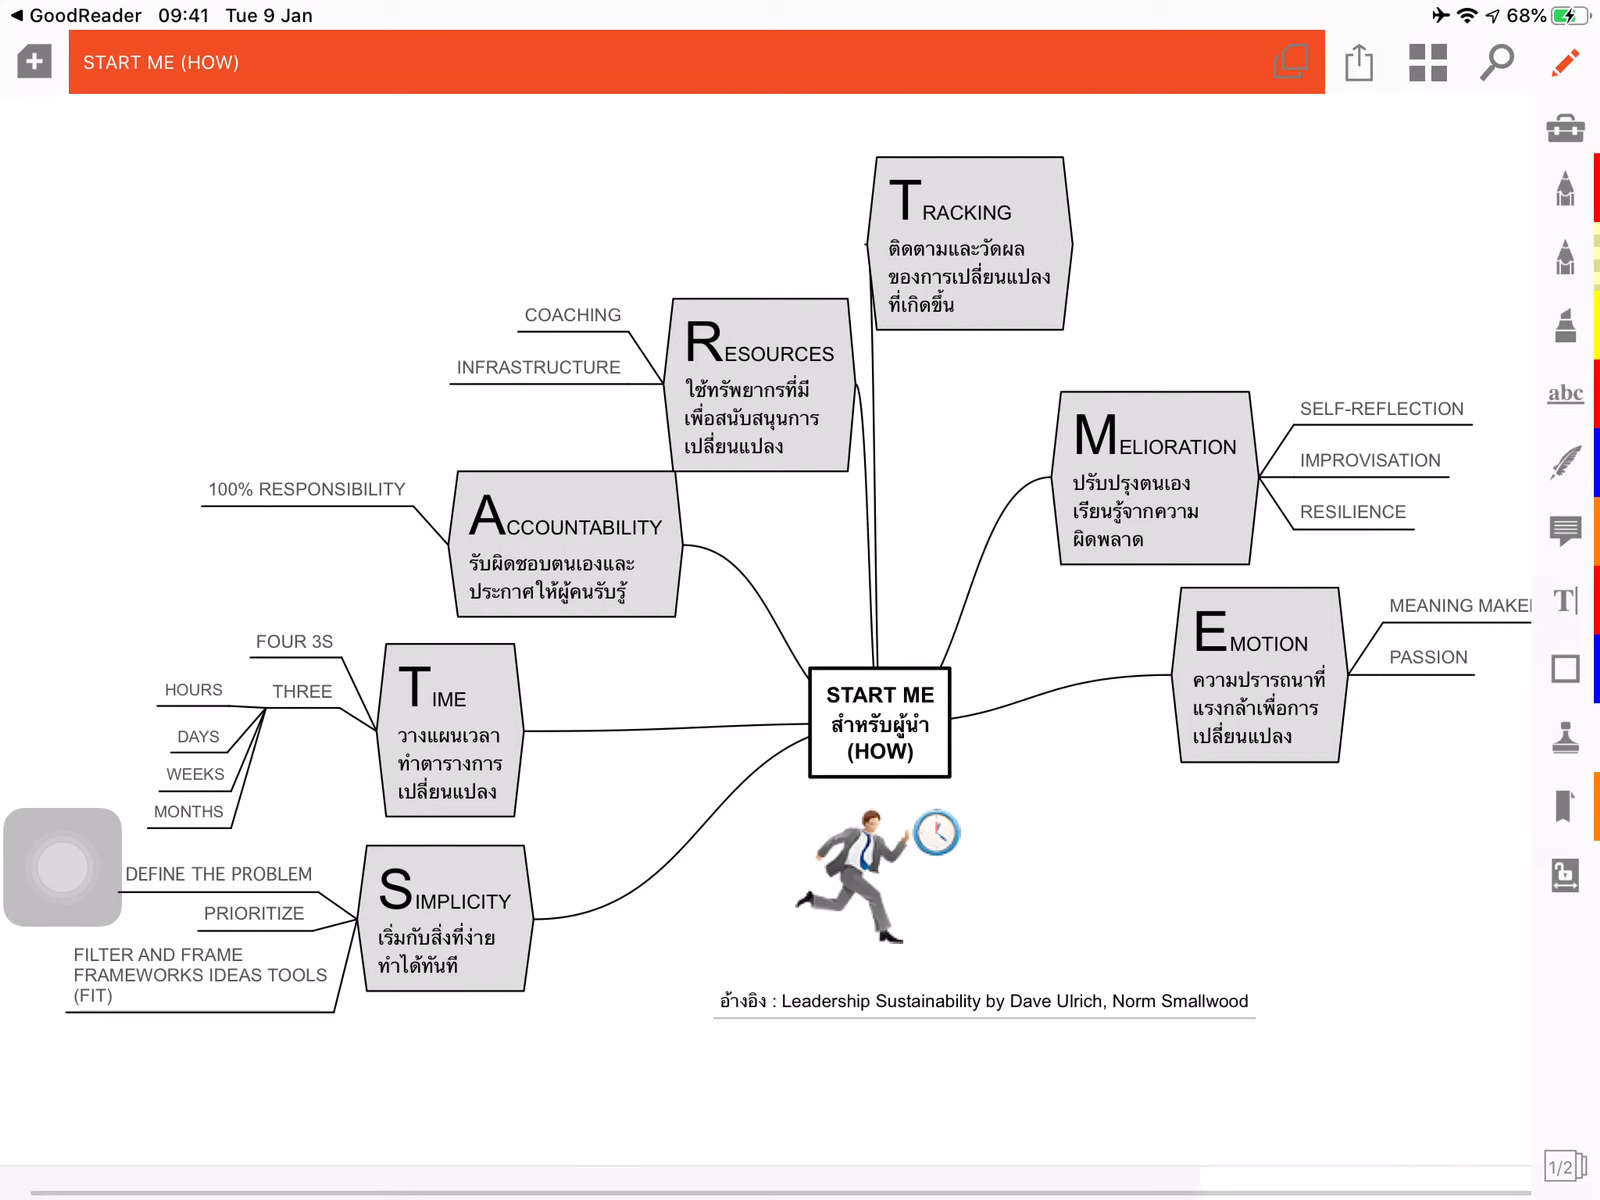 GoodReader 09:41 Tue 9 Jan
68%
START ME (HOW)
TRACKING
ติดตามและวัดผล
ของการเปลี่ยนแปลง
ที่เกิดขึ้น
COACHING
INFRASTRUCTURE
RESOURCES
ใช้ทรัพยากรที่มี
เพื่อสนับสนุนการ
เปลี่ยนแปลง
MELIORATION
ปรับปรุงตนเอง
เรียนรู้จากความ
ผิดพลาด
SELF-REFLECTION
IMPROVISATION
RESILIENCE
100% RESPONSIBILITY
ACCOUNTABILITY
รับผิดชอบตนเองและ
ประกาศให้ผู้คนรับรู้
EMOTION
ความปรารถนาที่
แรงกล้าเพื่อการ
เปลี่ยนแปลง
MEANING MAKE
PASSION
FOUR 3S
THREE
HOURS
DAYS
WEEKS
MONTHS
TIME
วางแผนเวลา
ทำตารางการ
เปลี่ยนแปลง
START ME
สำหรับผู้นำ
(HOW)
DEFINE THE PROBLEM
PRIORITIZE
FILTER AND FRAME
FRAMEWORKS IDEAS TOOLS
(FIT)
SIMPLICITY
เริ่มกับสิ่งที่ง่าย
ทำได้ทันที
อ้างอิง : Leadership Sustainability by Dave Ulrich, Norm Smallwood
abc
T
1/2